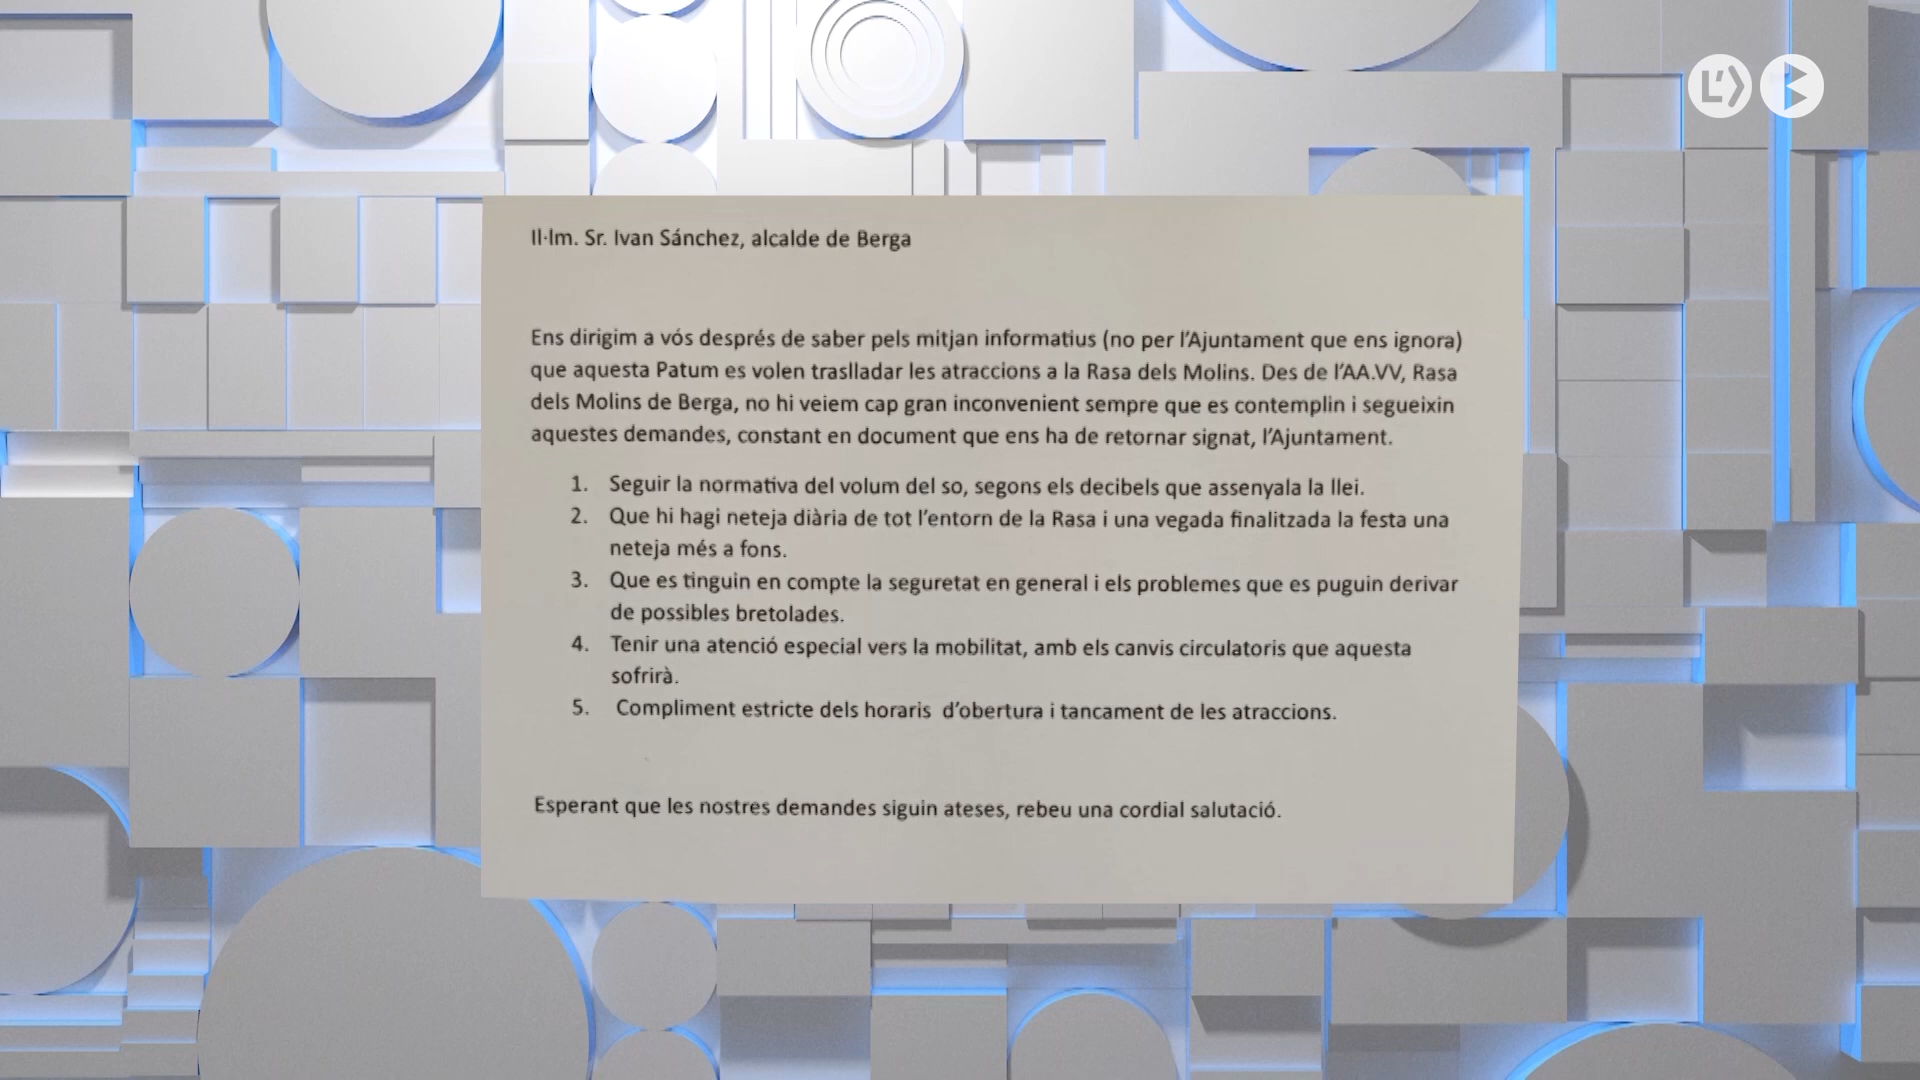 Il·lm. Sr. Ivan Sánchez, alcalde de Berga
Ens dirigim a vós després de saber pels mitjan informatius (no per l'Ajuntament que ens ignora)
que aquesta Patum es volen traslladar les atraccions a la Rasa dels Molins. Des de l'AA.VV, Rasa
dels Molins de Berga, no hi veiem cap gran inconvenient sempre que es contemplin i segueixin
aquestes demandes, constant en document que ens ha de retornar signat, l'Ajuntament.
1. Seguir la normativa del volum del so, segons els decibels que assenyala la llei.
2. Que hi hagi neteja diària de tot l'entorn de la Rasa i una vegada finalitzada la festa una
neteja més a fons.
3. Que es tinguin en compte la seguretat en general i els problemes que es puguin derivar
de possibles bretolades.
4. Tenir una atenció especial vers la mobilitat, amb els canvis circulatoris que aquesta
sofrirà.
5. Compliment estricte dels horaris d'obertura i tancament de les atraccions.
Esperant que les nostres demandes siguin ateses, rebeu una cordial salutació.